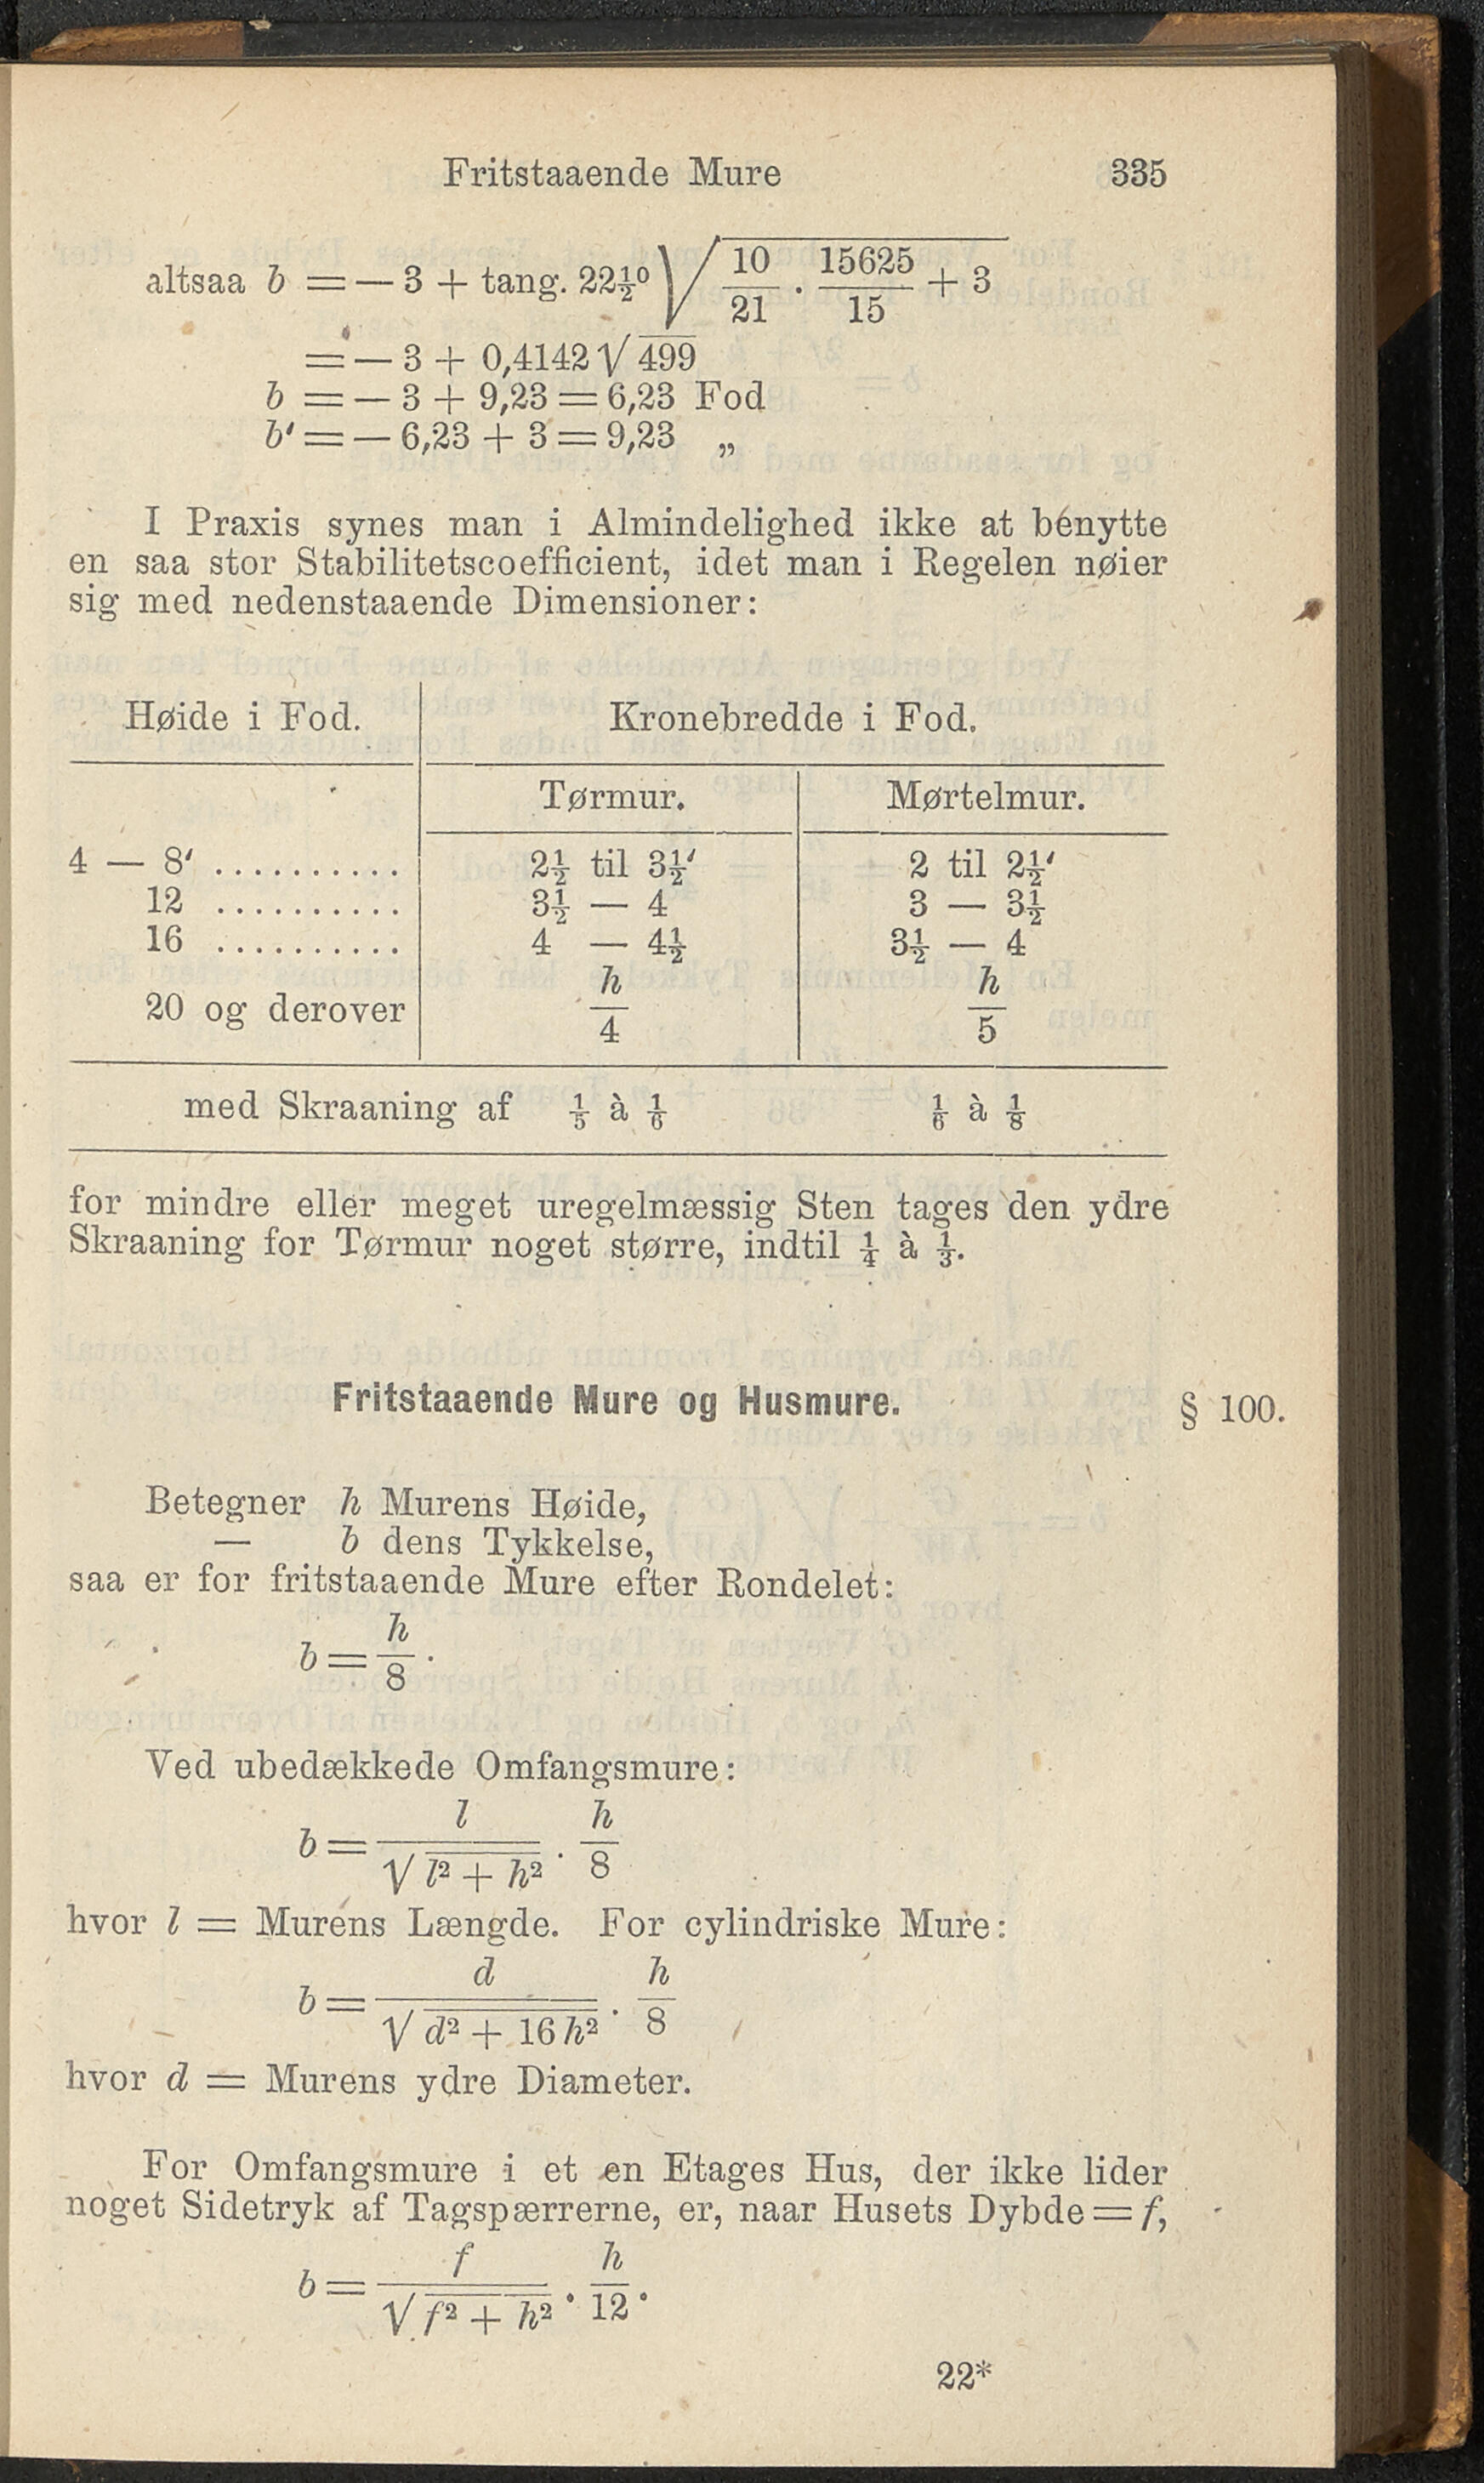 Fritstaaende Mure 335
altsaa b = — 3 + tang. 22½⁰ √ 10/21 · 15625/15 + 3
= — 3 + 0,4142 √ 499
b = — 3 + 9,23 = 6,23 Fod
b' = — 6,23 + 3 = 9,23 „
I Praxis synes man i Almindelighed ikke at benytte
en saa stor Stabilitetscoefficient, idet man i Regelen nøier
sig med nedenstaaende Dimensioner:
Høide i Fod. Kronebredde i Fod.
Tørmur. Mørtelmur.
4 — 8' .......... 2½ til 3½' 2 til 2½'
12 .......... 3½ — 4 3 — 3½
16 .......... 4 — 4½ 3½ — 4
20 og derover h/4 h/5
med Skraaning af ⅕ à ⅙ ⅙ à ⅛
for mindre eller meget uregelmæssig Sten tages den ydre
Skraaning for Tørmur noget større, indtil ¼ à ⅓.
Fritstaaende Mure og Husmure. § 100.
Betegner h Murens Høide,
— b dens Tykkelse,
saa er for fritstaaende Mure efter Rondelet:
b = h/8 .
Ved ubedækkede Omfangsmure:
b = l/√ l² + h² · h/8
hvor l = Murens Længde. For cylindriske Mure:
b = d/√ d² + 16 h² · h/8
hvor d = Murens ydre Diameter.
For Omfangsmure i et en Etages Hus, der ikke lider
noget Sidetryk af Tagspærrerne, er, naar Husets Dybde = f,
b = f/√ f² + h² · h/12 .
22*